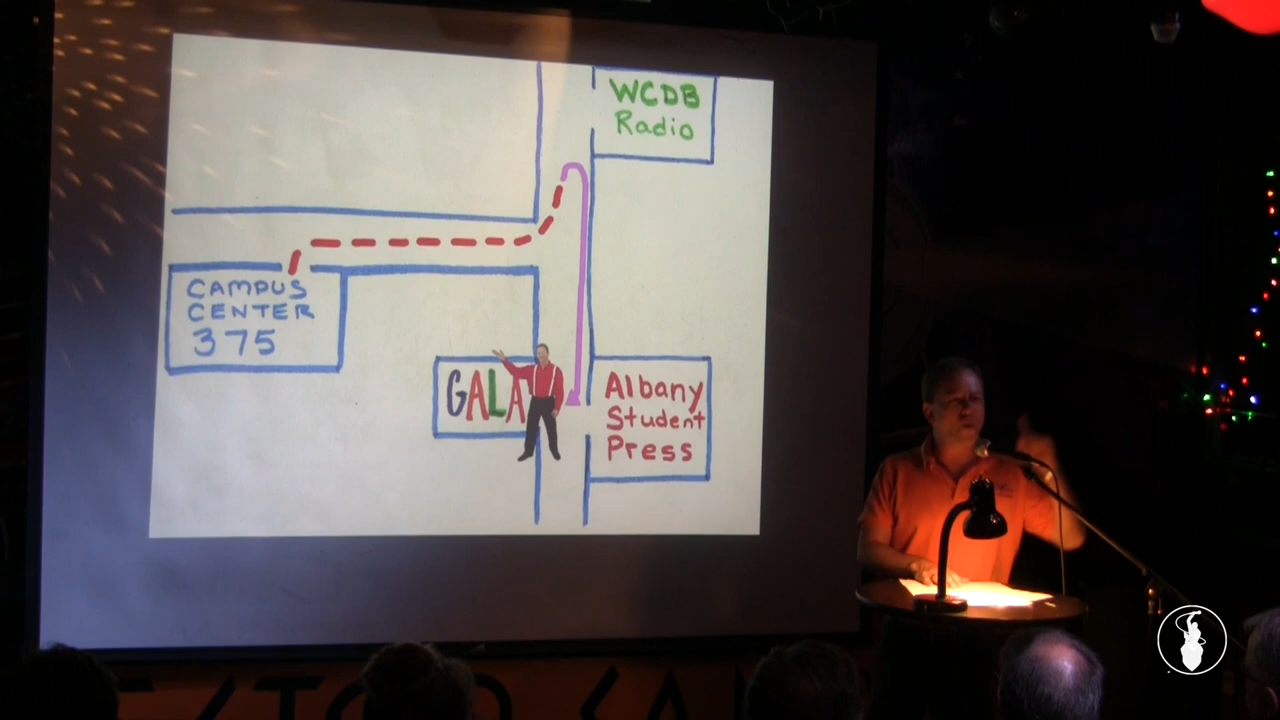 WCDB
Radio
CAMPUS
CENTER
375
GALA
Albany
Student
Press